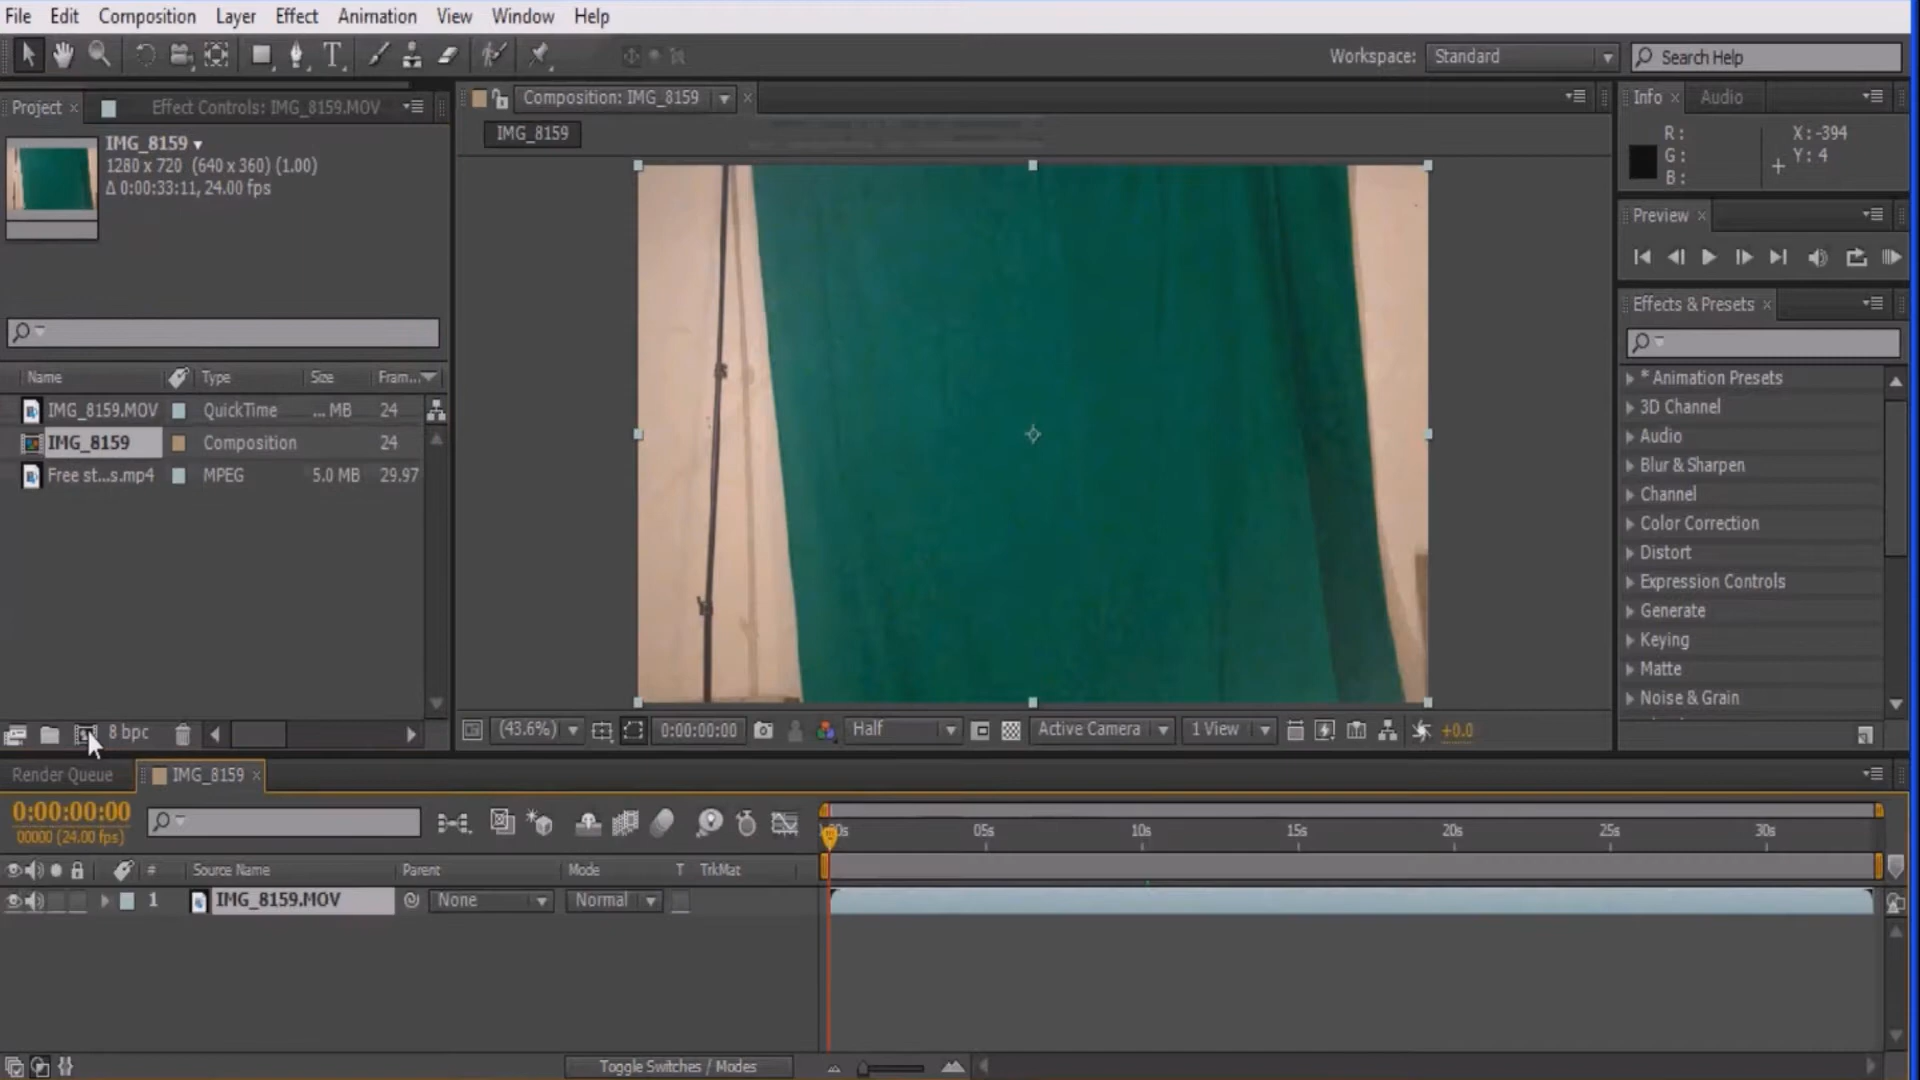 File Edit Composition Layer Effect Animation View Window Help
Workspace: Standard Search Help
Project Effect Controls: IMG_8159.MOV
Composition: IMG_8159
Info Audio
IMG_8159
IMG_8159
1280 x 720 (640 x 360) (1.00)
Δ 0:00:33:11, 24.00 fps
R:
G:
B:
X: -394
Y: 4
Preview
Effects & Presets
* Animation Presets
3D Channel
Audio
Blur & Sharpen
Channel
Color Correction
Distort
Expression Controls
Generate
Keying
Matte
Noise & Grain
Name Type Size Fram...
IMG_8159.MOV QuickTime ... MB 24
IMG_8159 Composition 24
Free st...s.mp4 MPEG 5.0 MB 29.97
8 bpc
(43.6%) 0:00:00:00 Half Active Camera 1 View +0.0
Render Queue IMG_8159
0:00:00:00
00000 (24.00 fps)
05s 10s 15s 20s 25s 30s
# Source Name Parent Mode T TrkMat
1 IMG_8159.MOV None Normal
Toggle Switches / Modes